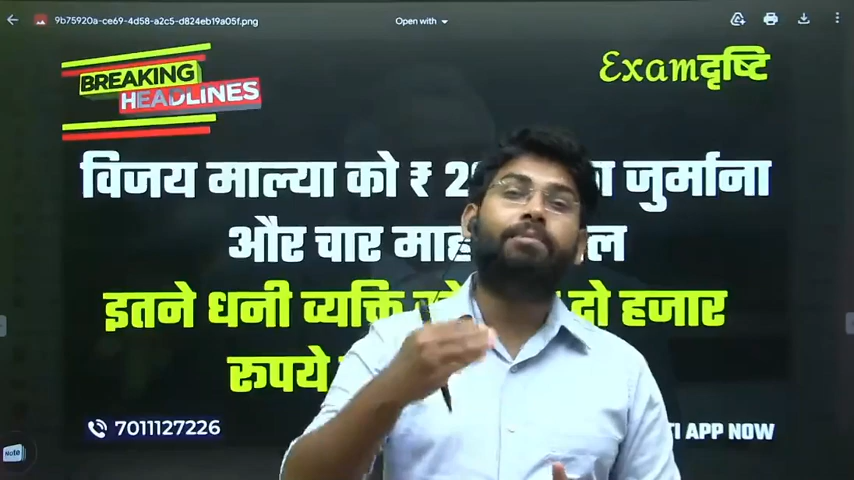 9b75920a-ce69-4d58-a2c5-d824eb19a05f.png
Open with
BREAKING
HEADLINES
Examदृष्टि
विजय माल्या को ₹ 2 जुर्माना
और चार
इतने धनी व्यक्ति दो हजार
रूपये
7011127226
APP NOW
Note